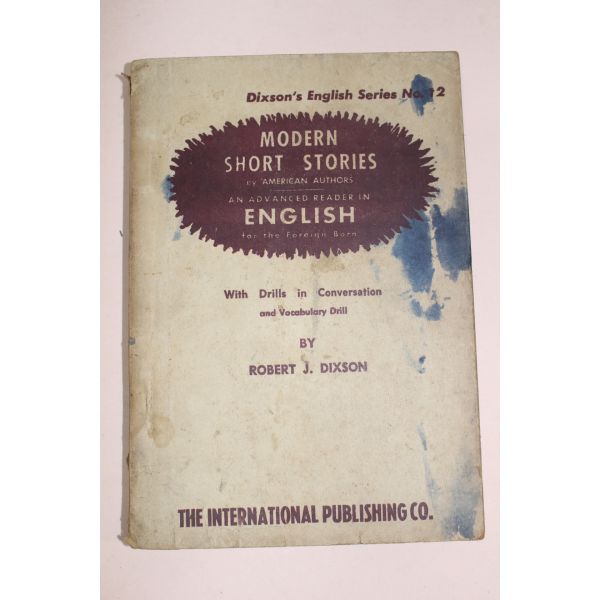 Dixson's English Series No. 12
MODERN
SHORT STORIES
BY AMERICAN AUTHORS
AN ADVANCED READER IN
ENGLISH
for the Foreign Born
With Drills in Conversation
and Vocabulary Drill
BY
ROBERT J. DIXSON
THE INTERNATIONAL PUBLISHING CO.